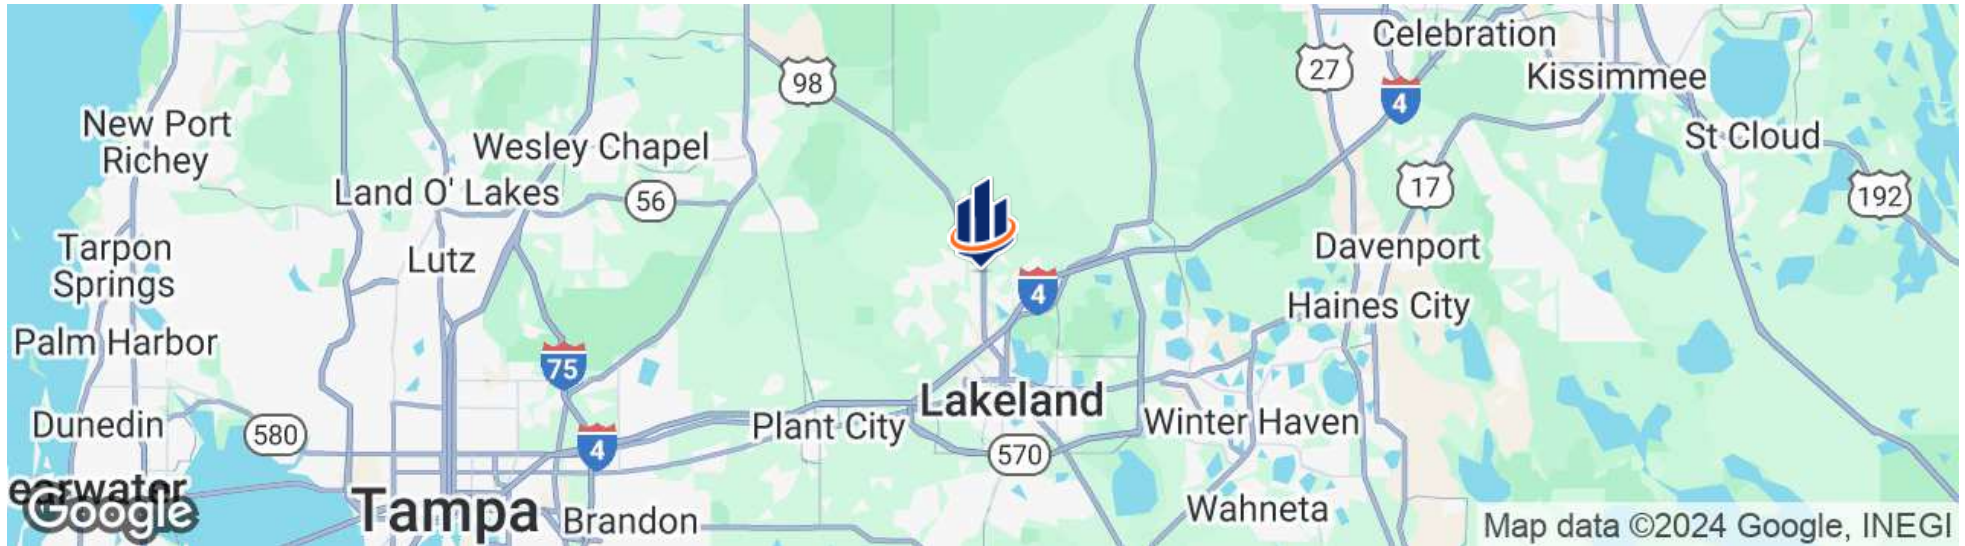 Celebration
27
98
Kissimmee
4
New Port
Richey
St Cloud
Wesley Chapel
17
Land O' Lakes
56
192
Tarpon
Springs
Lutz
Davenport
4
Haines City
Palm Harbor
75
Lakeland
Dunedin
580
4
Plant City
Winter Haven
570
earwater
Google
Tampa
Brandon
Wahneta
Map data ©2024 Google, INEGI